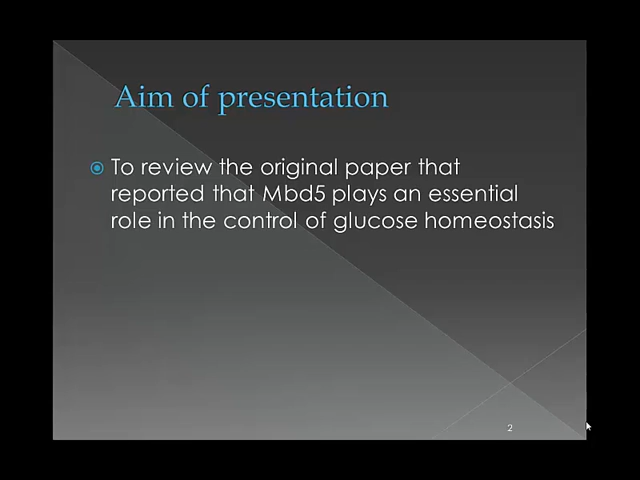 Aim of presentation
To review the original paper that
reported that Mbd5 plays an essential
role in the control of glucose homeostasis
2